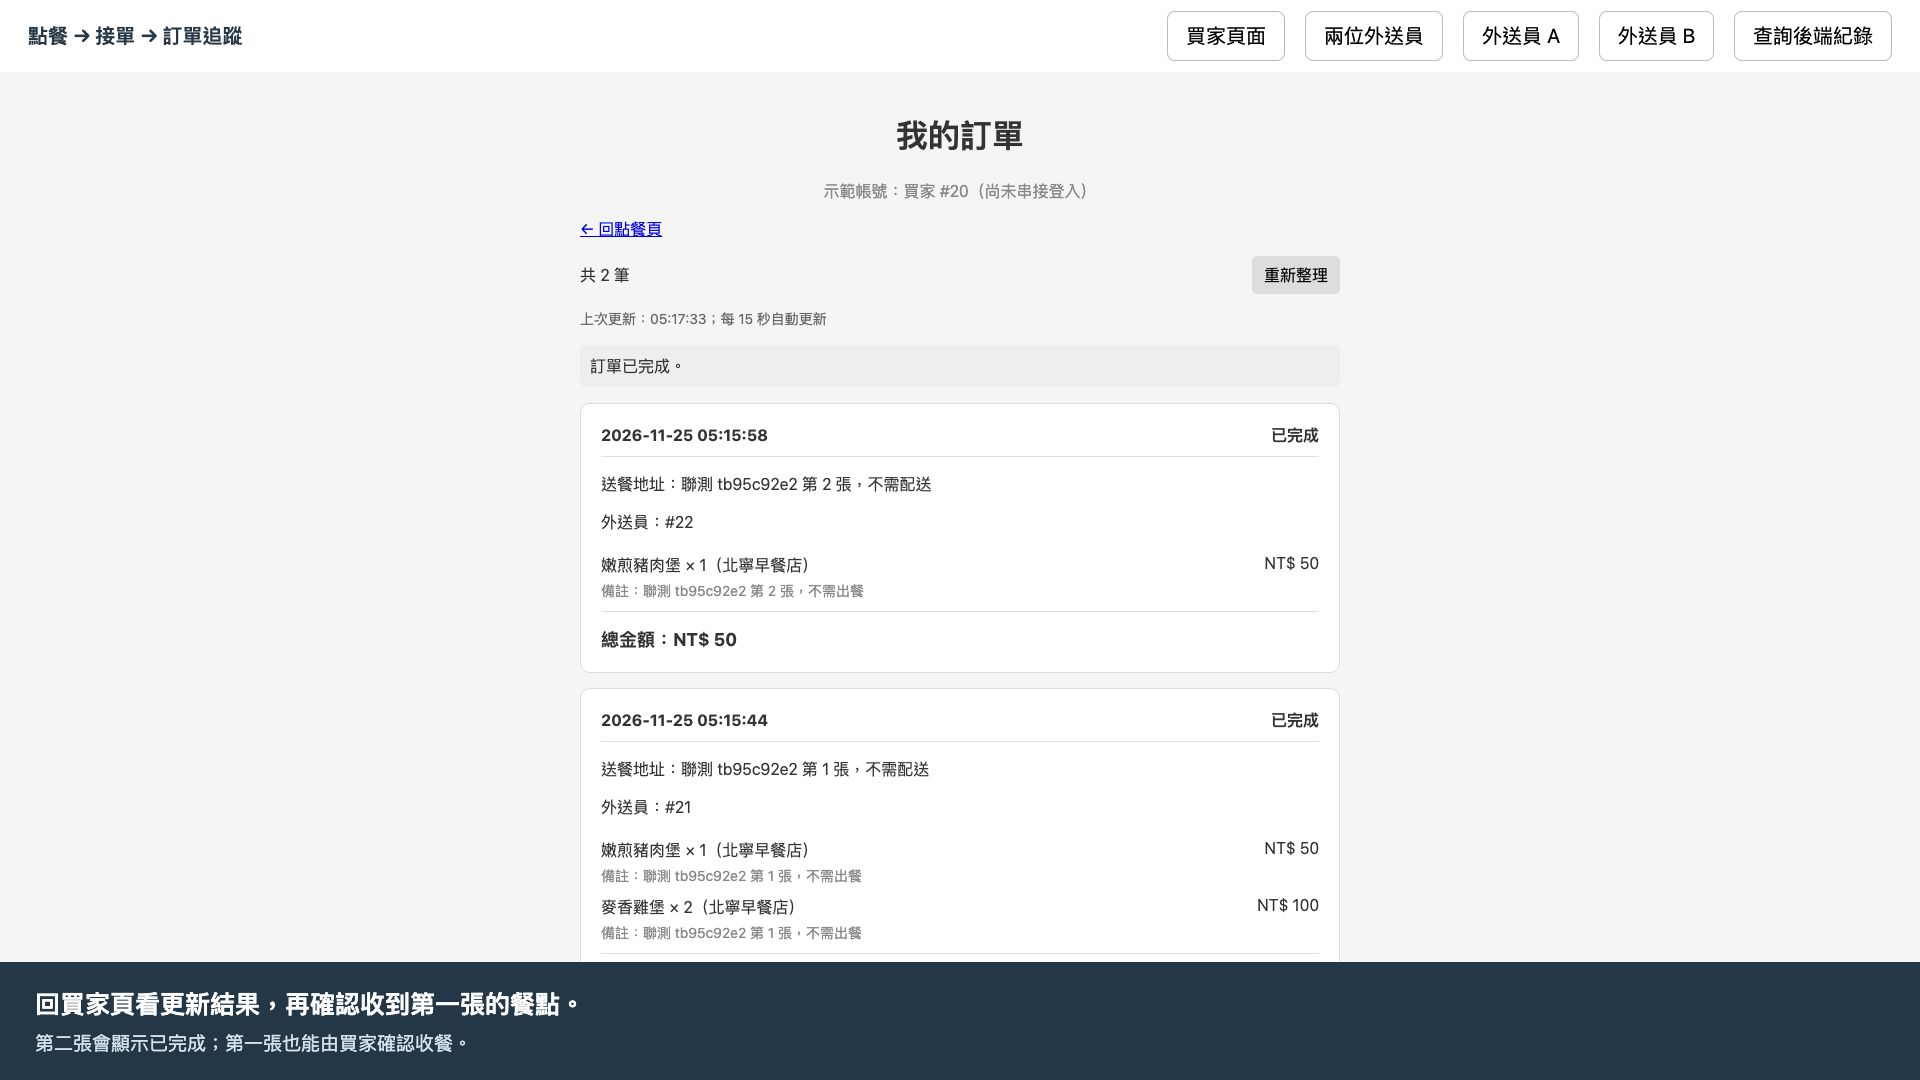 點餐 → 接單 → 訂單追蹤
買家頁面
兩位外送員
外送員 A
外送員 B
查詢後端紀錄
我的訂單
示範帳號：買家 #20（尚未串接登入）
← 回點餐頁
共 2 筆
重新整理
上次更新：05:17:33；每 15 秒自動更新
訂單已完成。
2026-11-25 05:15:58
已完成
送餐地址：聯測 tb95c92e2 第 2 張，不需配送
外送員：#22
嫩煎豬肉堡 × 1（北寧早餐店）
NT$ 50
備註：聯測 tb95c92e2 第 2 張，不需出餐
總金額：NT$ 50
2026-11-25 05:15:44
已完成
送餐地址：聯測 tb95c92e2 第 1 張，不需配送
外送員：#21
嫩煎豬肉堡 × 1（北寧早餐店）
NT$ 50
備註：聯測 tb95c92e2 第 1 張，不需出餐
麥香雞堡 × 2（北寧早餐店）
NT$ 100
備註：聯測 tb95c92e2 第 1 張，不需出餐
回買家頁看更新結果，再確認收到第一張的餐點。
第二張會顯示已完成；第一張也能由買家確認收餐。